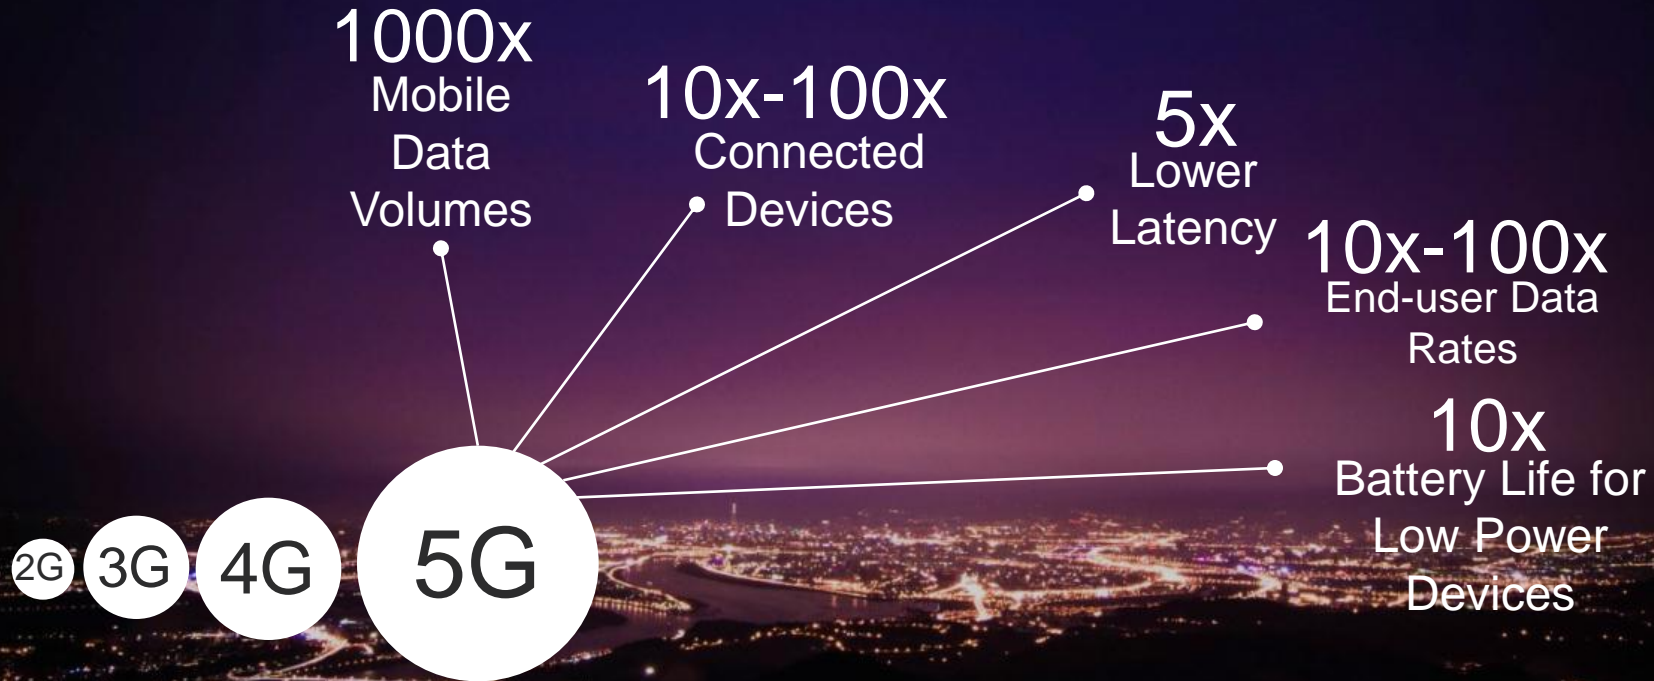 1000x
Mobile
Data
Volumes
10x-100x
Connected
Devices
5x
Lower
Latency
10x-100x
End-user Data
Rates
10x
Battery Life for
Low Power
Devices
2G
3G
4G
5G